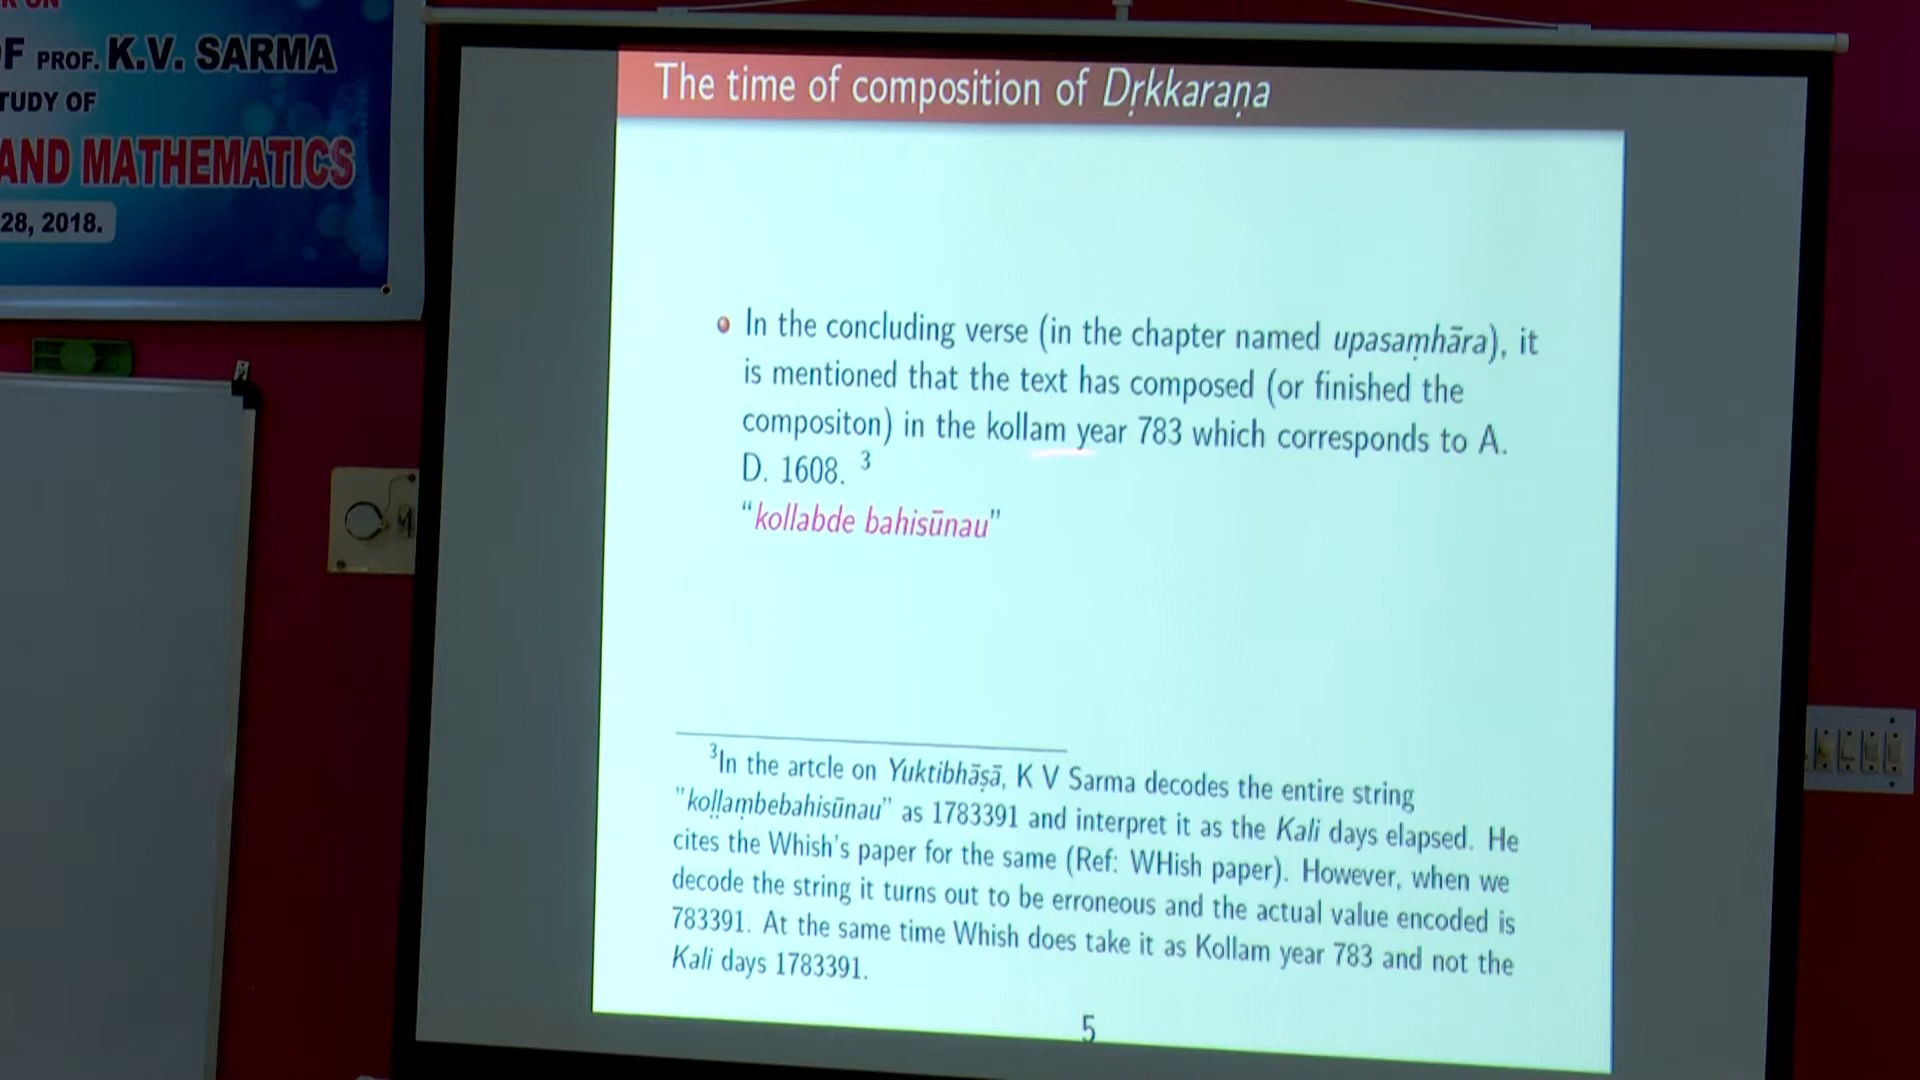 F PROF. K.V. SARMA
TUDY OF
AND MATHEMATICS
28, 2018.
The time of composition of Dṛkkaraṇa
In the concluding verse (in the chapter named upasaṃhāra), it
is mentioned that the text has composed (or finished the
compositon) in the kollam year 783 which corresponds to A.
D. 1608. 3
“kollabde bahisūnau”
3In the artcle on Yuktibhāṣā, K V Sarma decodes the entire string
"koḷḷaṃbebahisūnau" as 1783391 and interpret it as the Kali days elapsed. He
cites the Whish's paper for the same (Ref: WHish paper). However, when we
decode the string it turns out to be erroneous and the actual value encoded is
783391. At the same time Whish does take it as Kollam year 783 and not the
Kali days 1783391.
5